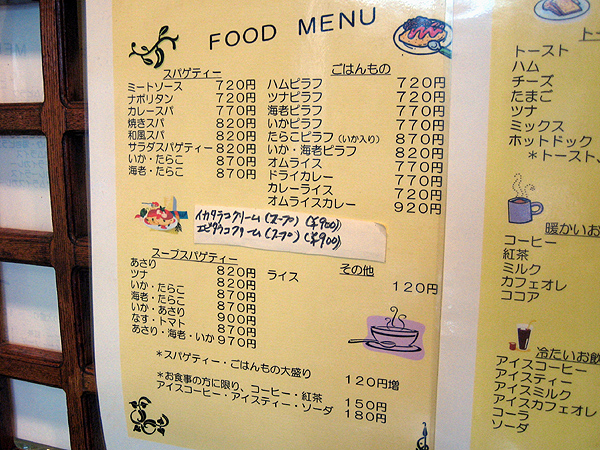 FOOD MENU
スパゲティー
ミートソース 720円
ナポリタン 720円
カレースパ 770円
焼きスパ 820円
和風スパ 820円
サラダスパゲティー 820円
いか・たらこ 870円
海老・たらこ 870円
ごはんもの
ハムピラフ 720円
ツナピラフ 720円
海老ピラフ 770円
いかピラフ 770円
たらこピラフ(いか入り) 870円
いか・海老ピラフ 820円
オムライス 770円
ドライカレー 770円
カレーライス 720円
オムライスカレー 920円
イカタラコクリーム(スープ)(¥900)
エビタラコクリーム(スープ)(¥900)
スープスパゲティー
あさり 820円
ツナ 820円
いか・たらこ 870円
海老・たらこ 870円
いか・あさり 870円
なす・トマト 900円
あさり・海老・いか 970円
その他
ライス 120円
*スパゲティー・ごはんもの大盛り 120円増
*お食事の方に限り、コーヒー・紅茶 150円
アイスコーヒー・アイスティー・ソーダ 180円
トー
トースト
ハム
チーズ
たまご
ツナ
ミックス
ホットドック
*トースト、
暖かいお
コーヒー
紅茶
ミルク
カフェオレ
ココア
冷たいお飲
アイスコーヒー
アイスティー
アイスミルク
アイスカフェオレ
コーラ
ソーダ